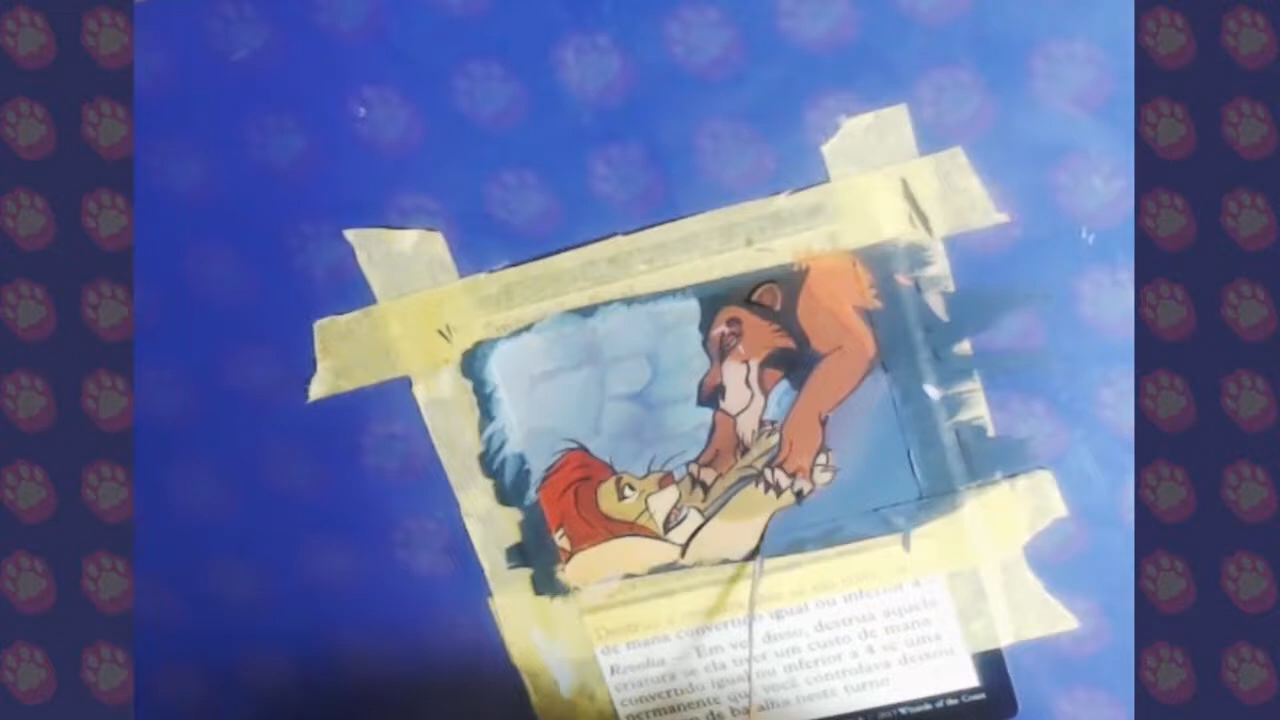 de mana convertido igual ou inferior a
Revolta — Em vez disso, destrua aquela
criatura se ela tiver um custo de mana
convertido igual ou inferior a 4 se uma
permanente que você controlava deixou
de batalha neste turno
Wizards of the Coast